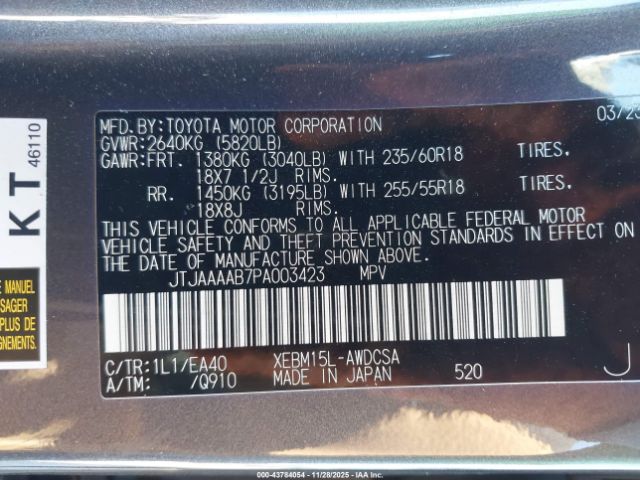 MFD.BY:TOYOTA MOTOR CORPORATION
GVWR:2640KG (5820LB)
GAWR:FRT. 1380KG (3040LB) WITH 235/60R18 TIRES.
18X7 1/2J RIMS.
RR. 1450KG (3195LB) WITH 255/55R18 TIRES.
18X8J RIMS.
THIS VEHICLE CONFORMS TO ALL APPLICABLE FEDERAL MOTOR
VEHICLE SAFETY AND THEFT PREVENTION STANDARDS IN EFFECT ON
THE DATE OF MANUFACTURE SHOWN ABOVE.
JTJAAAAB7PA003423 MPV
C/TR:1L1/EA40 XEBM15L-AWDCSA
A/TM: /Q910 MADE IN JAPAN 520
J
KT
46110
E MANUEL
SAGER
PLUS DE
NEMENTS.
000-43784054 | 11/28/2025 - IAA, Inc.